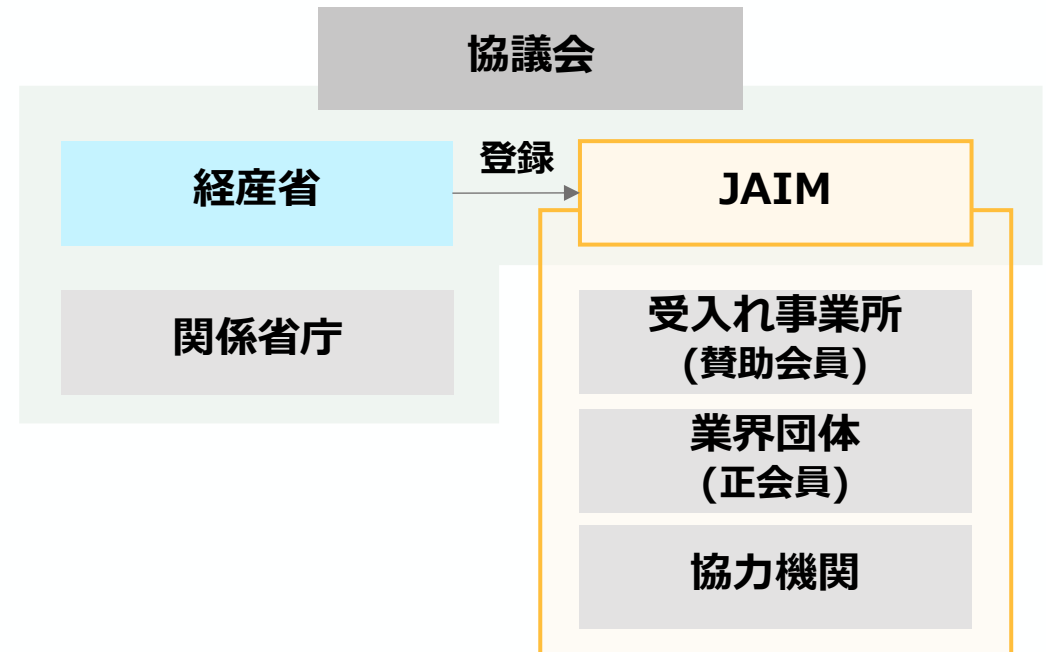 協議会
経産省
登録
JAIM
関係省庁
受入れ事業所
(賛助会員)
業界団体
(正会員)
協力機関